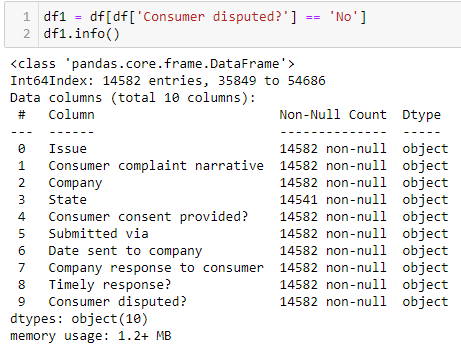 1 df1 = df[df['Consumer disputed?'] == 'No']
2 df1.info()
<class 'pandas.core.frame.DataFrame'>
Int64Index: 14582 entries, 35849 to 54686
Data columns (total 10 columns):
 #   Column                        Non-Null Count  Dtype
---  ------                        --------------  -----
 0   Issue                         14582 non-null  object
 1   Consumer complaint narrative  14582 non-null  object
 2   Company                       14582 non-null  object
 3   State                         14541 non-null  object
 4   Consumer consent provided?    14582 non-null  object
 5   Submitted via                 14582 non-null  object
 6   Date sent to company          14582 non-null  object
 7   Company response to consumer  14582 non-null  object
 8   Timely response?              14582 non-null  object
 9   Consumer disputed?            14582 non-null  object
dtypes: object(10)
memory usage: 1.2+ MB